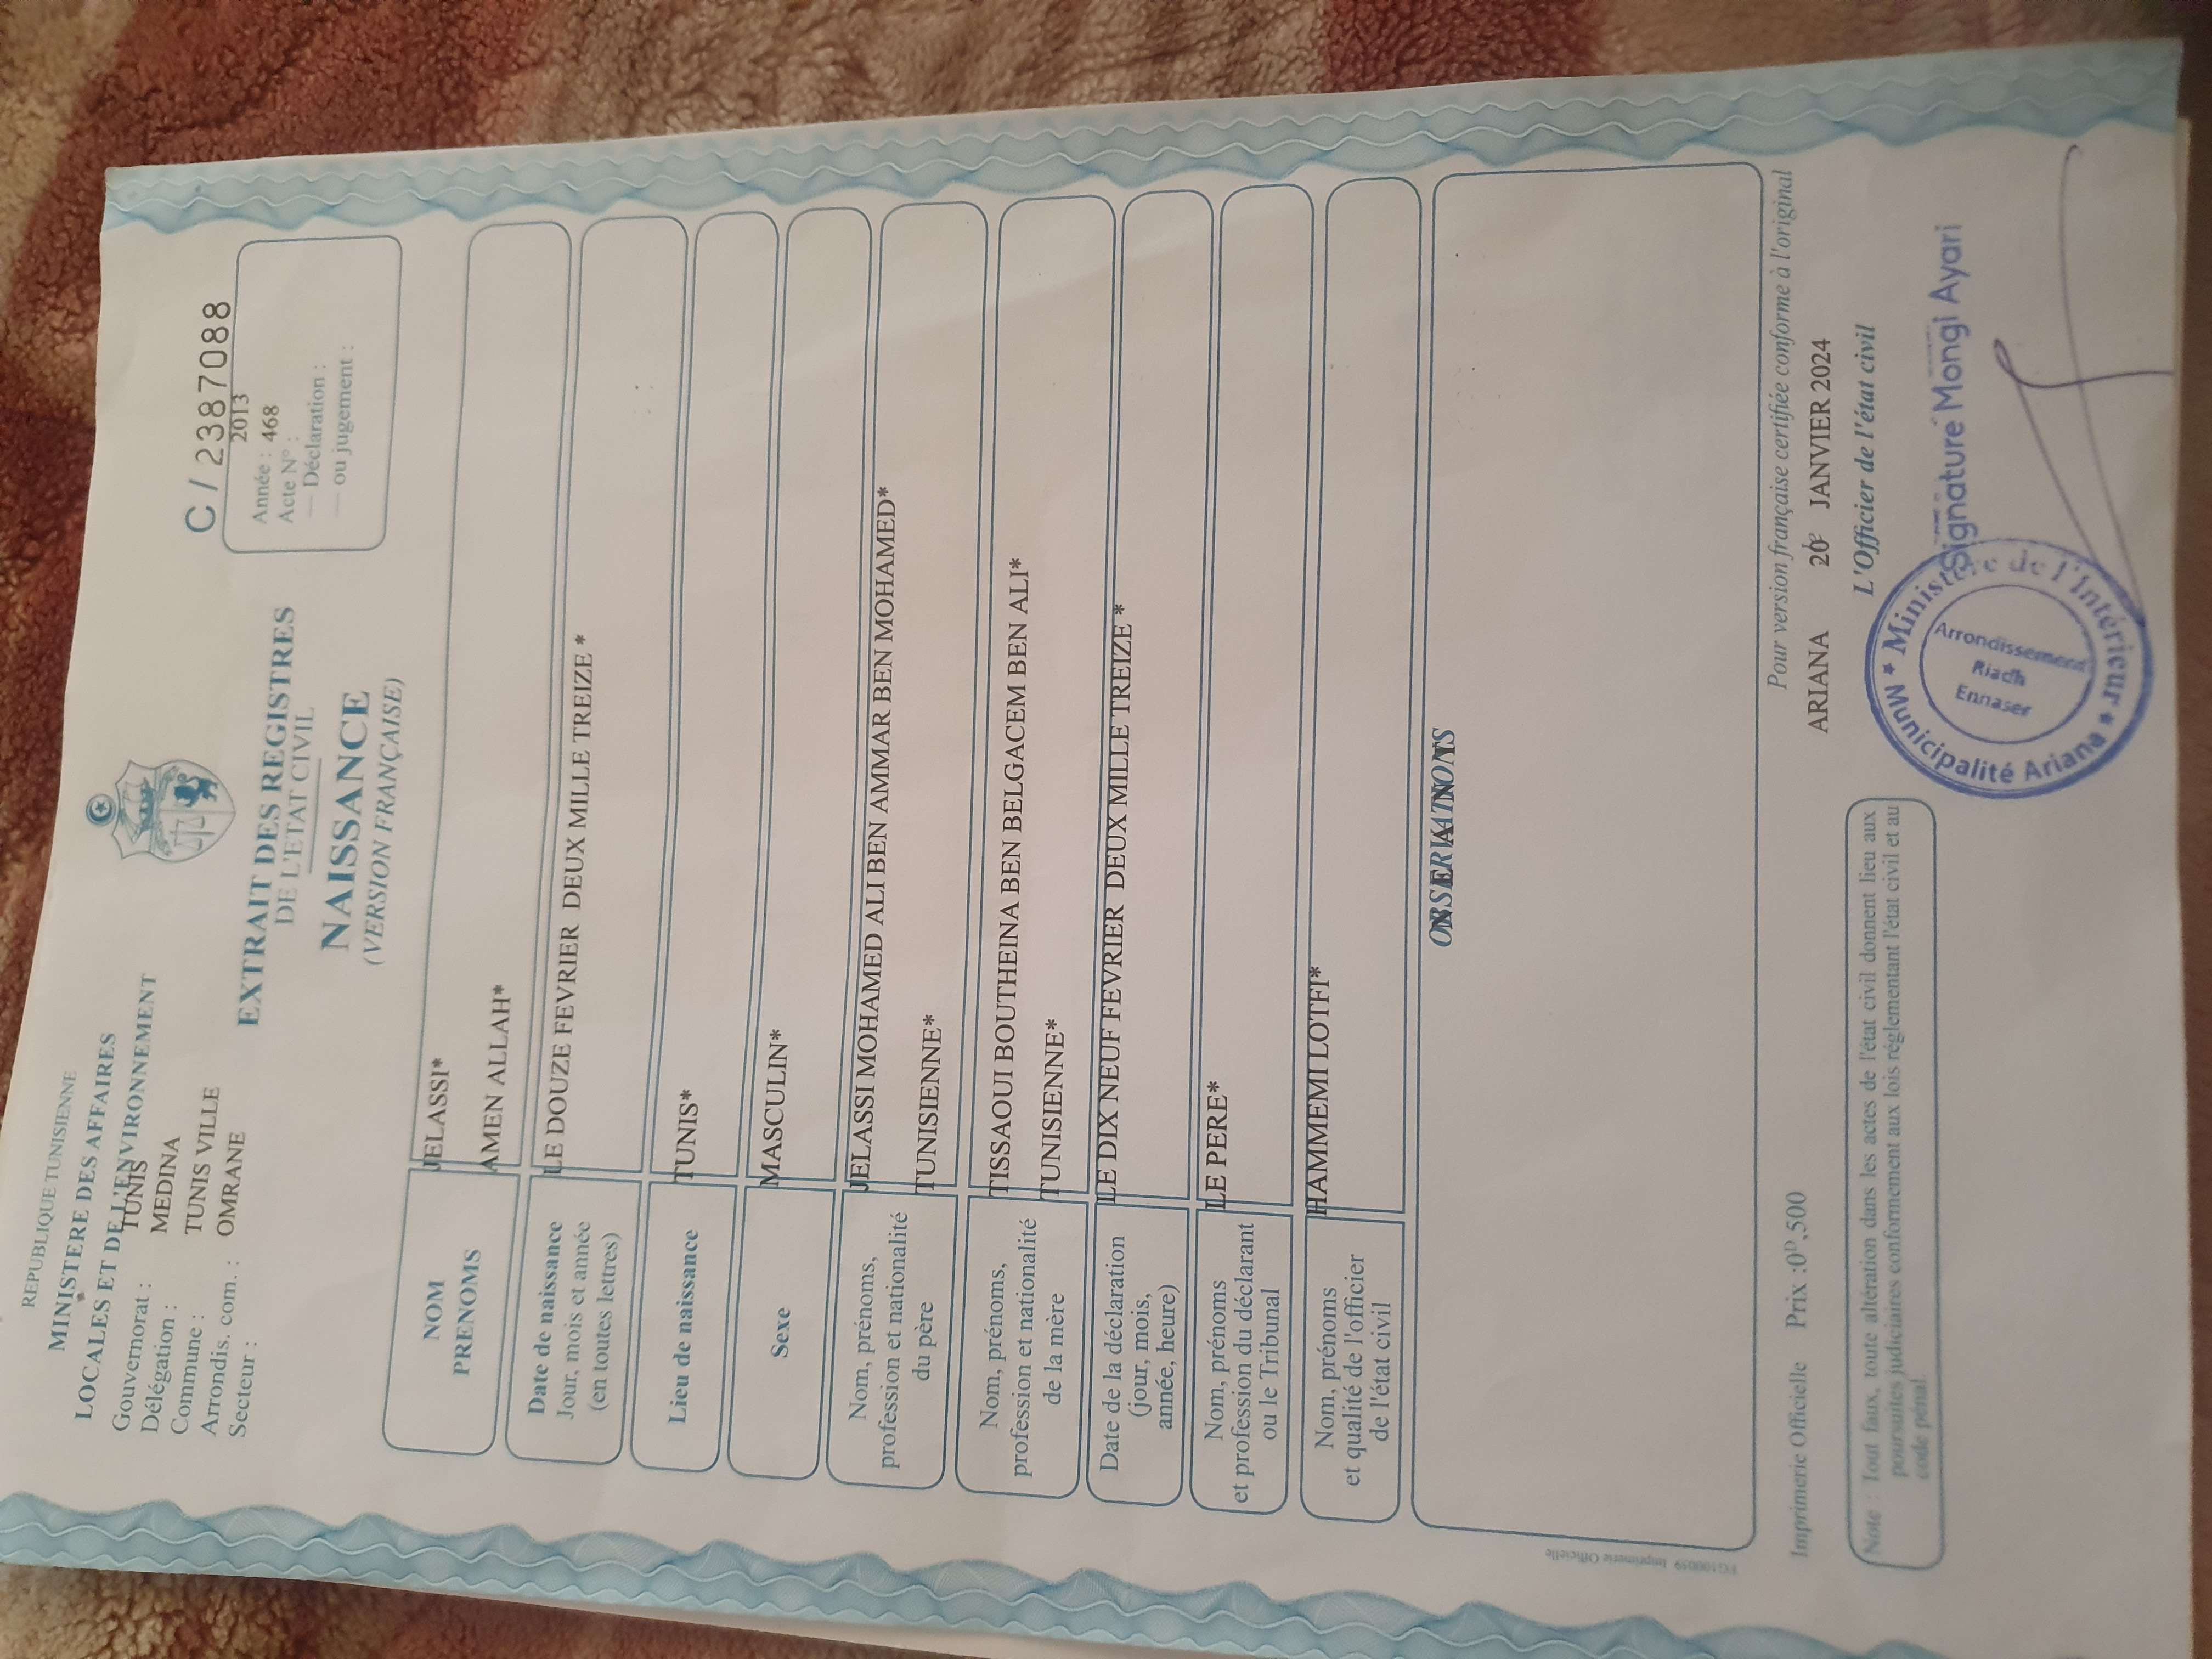 REPUBLIQUE TUNISIENNE
MINISTERE DES AFFAIRES
LOCALES ET DE L'ENVIRONNEMENT
Gouvernorat : TUNIS
Délégation : MEDINA
Commune : TUNIS VILLE
Arrondis. com. : OMRANE
Secteur :
EXTRAIT DES REGISTRES
DE L'ETAT CIVIL
NAISSANCE
(VERSION FRANÇAISE)
C / 2387088
2013
Année : 468
Acte N° :
— Déclaration :
— ou jugement :
NOM JELASSI*
PRENOMS AMEN ALLAH*
Date de naissance
Jour, mois et année
(en toutes lettres)
LE DOUZE FEVRIER DEUX MILLE TREIZE *
Lieu de naissance TUNIS*
Sexe MASCULIN*
Nom, prénoms,
profession et nationalité
du père
JELASSI MOHAMED ALI BEN AMMAR BEN MOHAMED*
TUNISIENNE*
Nom, prénoms,
profession et nationalité
de la mère
TISSAOUI BOUTHEINA BEN BELGACEM BEN ALI*
TUNISIENNE*
Date de la déclaration
(jour, mois,
année, heure)
LE DIX NEUF FEVRIER DEUX MILLE TREIZE *
Nom, prénoms
et profession du déclarant
ou le Tribunal
LE PERE*
Nom, prénoms
et qualité de l'officier
de l'état civil
HAMMEMI LOTFI*
OBSERVATIONS
FG100059 Imprimerie Officielle
Imprimerie Officielle Prix :0ᴰ,500
Pour version française certifiée conforme à l'original
ARIANA JANVIER 2024
L'Officier de l'état civil
Signature Mongi Ayari
* Ministère de l'Intérieur * Municipalité Ariana
Arrondissement
Riadh
Ennaser
Note : Tout faux, toute altération dans les actes de l'état civil donnent lieu aux
poursuites judiciaires conformement aux lois réglementant l'état civil et au
code pénal.